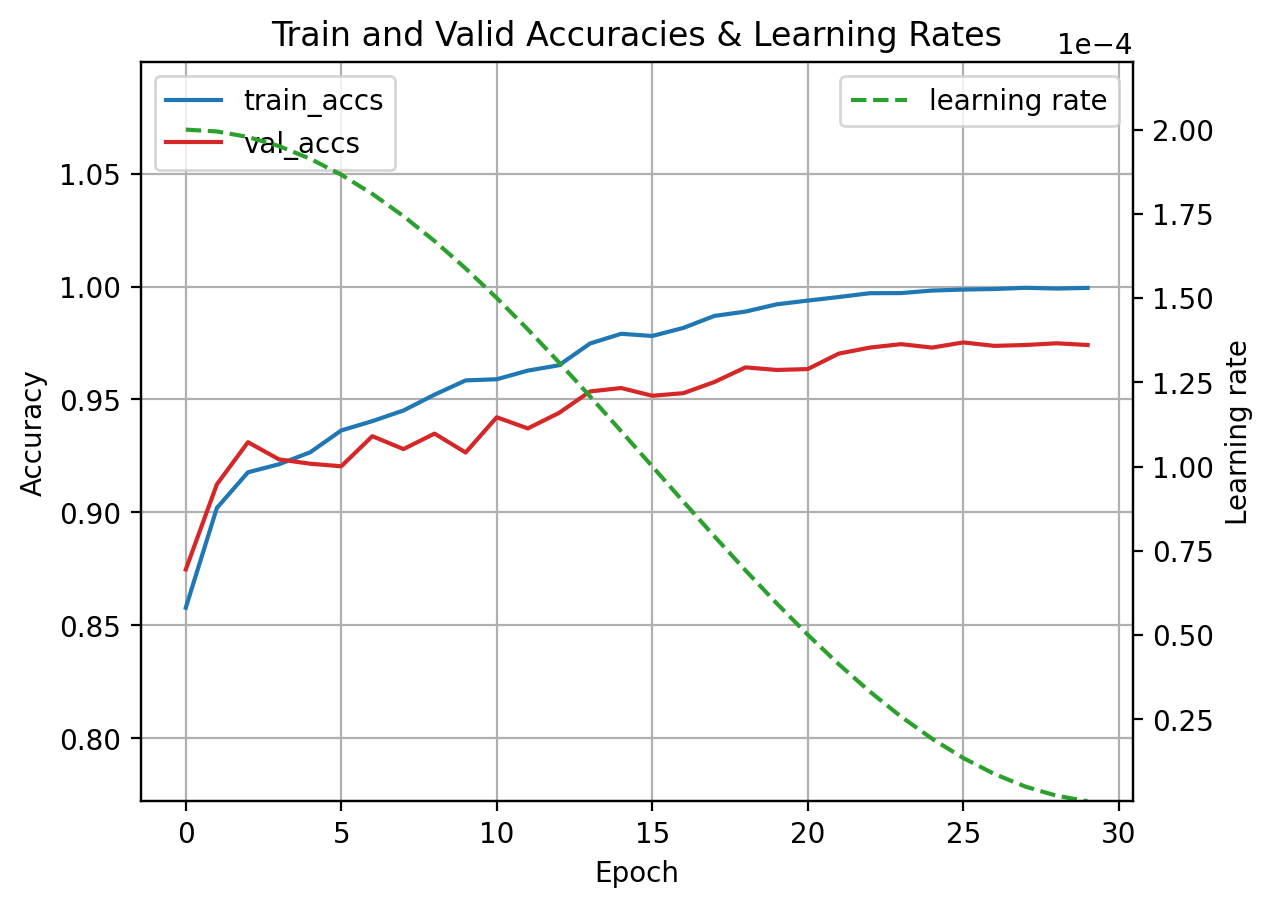 Train and Valid Accuracies & Learning Rates
1e−4
train_accs
val_accs
learning rate
1.05
1.00
0.95
0.90
0.85
0.80
Accuracy
2.00
1.75
1.50
1.25
1.00
0.75
0.50
0.25
Learning rate
0 5 10 15 20 25 30
Epoch